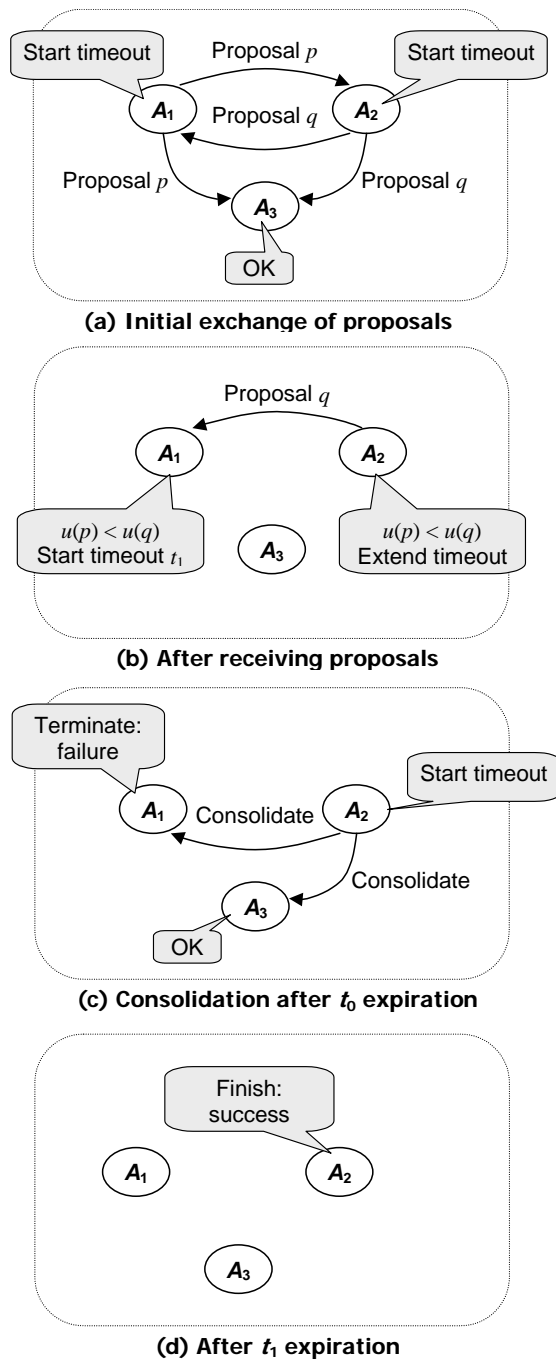 Start timeout
Proposal p
Start timeout
A1
A2
Proposal q
Proposal p
Proposal q
A3
OK
(a) Initial exchange of proposals
Proposal q
A1
A2
u(p) < u(q)
Start timeout t1
A3
u(p) < u(q)
Extend timeout
(b) After receiving proposals
Terminate:
failure
Start timeout
A1
A2
Consolidate
Consolidate
A3
OK
(c) Consolidation after t0 expiration
Finish:
success
A1
A2
A3
(d) After t1 expiration